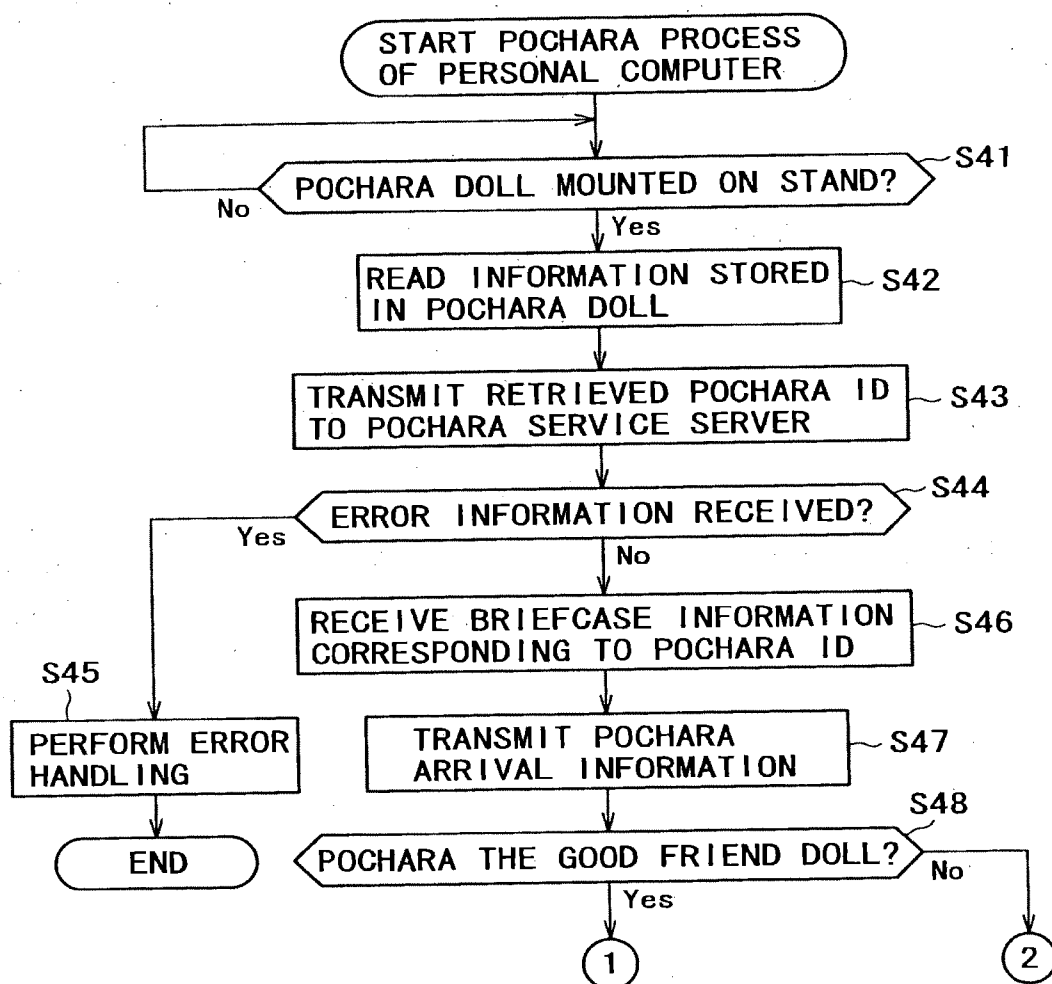 START POCHARA PROCESS
OF PERSONAL COMPUTER
S41
POCHARA DOLL MOUNTED ON STAND?
No
Yes
READ INFORMATION STORED
IN POCHARA DOLL
S42
TRANSMIT RETRIEVED POCHARA ID
TO POCHARA SERVICE SERVER
S43
S44
ERROR INFORMATION RECEIVED?
Yes
No
RECEIVE BRIEFCASE INFORMATION
CORRESPONDING TO POCHARA ID
S46
S45
PERFORM ERROR
HANDLING
TRANSMIT POCHARA
ARRIVAL INFORMATION
S47
S48
END
POCHARA THE GOOD FRIEND DOLL?
No
Yes
1
2